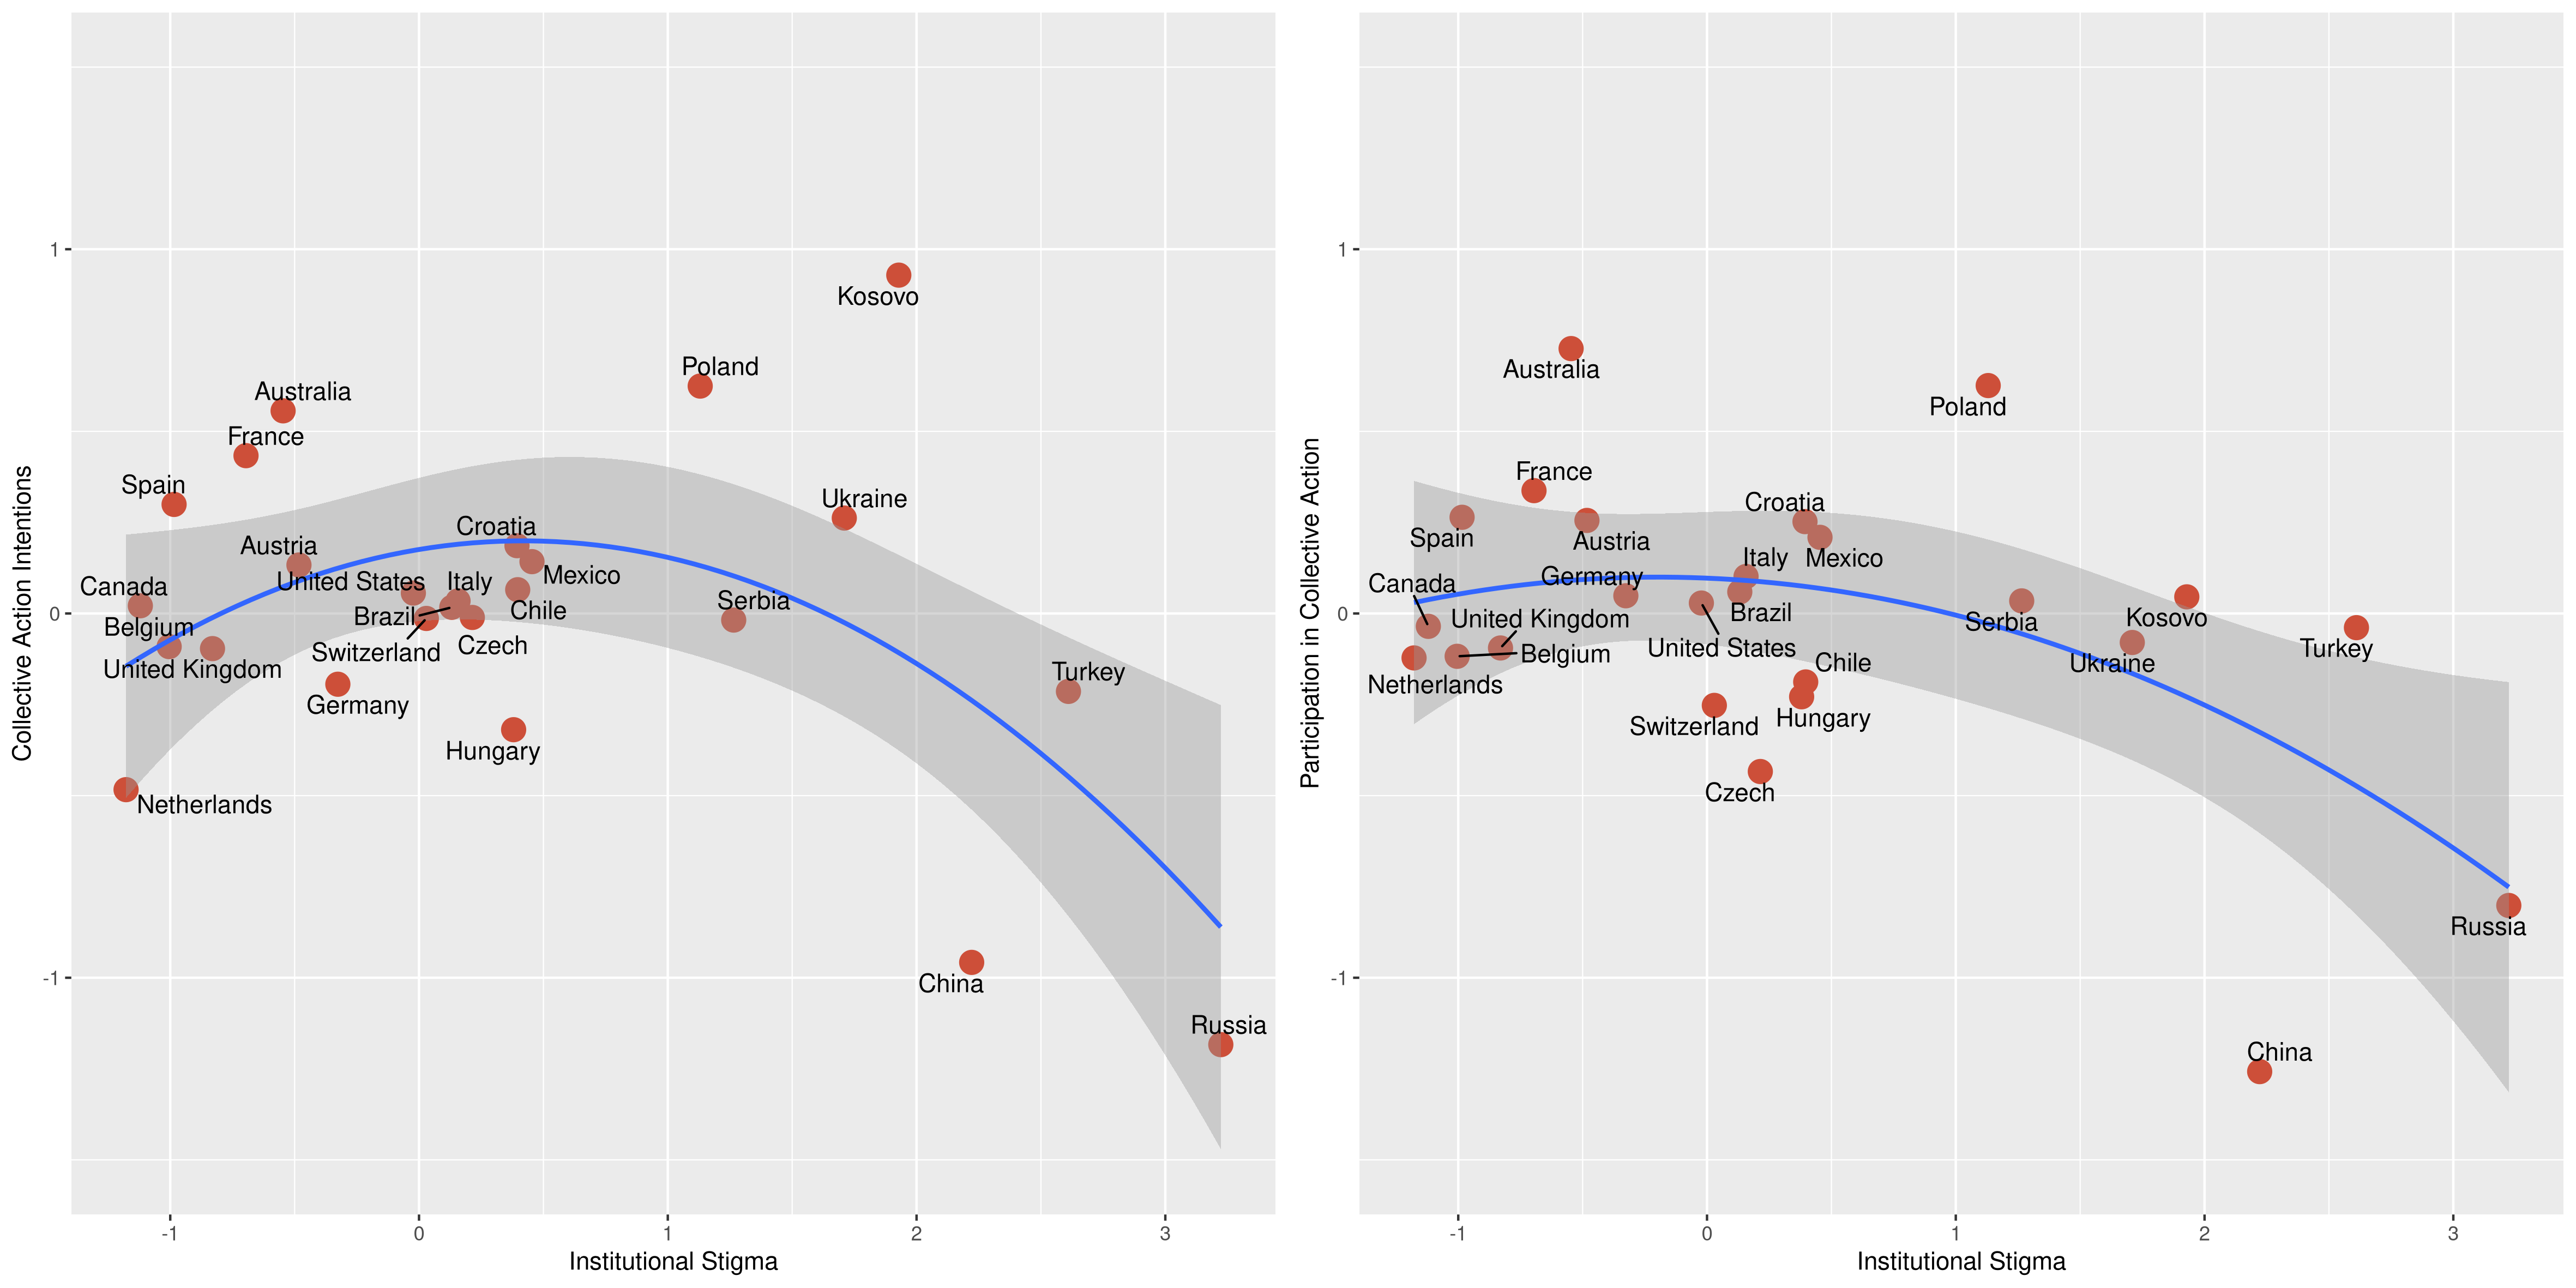 Collective Action Intentions
1
0
-1
Kosovo
Poland
Australia
France
Spain
Ukraine
Croatia
Austria
Mexico
United States
Italy
Canada
Serbia
Chile
Brazil
Belgium
Czech
Switzerland
United Kingdom
Turkey
Germany
Hungary
Netherlands
China
Russia
-1
0
1
2
3
Institutional Stigma
Participation in Collective Action
1
0
-1
Australia
Poland
France
Croatia
Spain
Austria
Mexico
Italy
Germany
Canada
Brazil
United Kingdom
Kosovo
Serbia
United States
Turkey
Belgium
Ukraine
Chile
Netherlands
Hungary
Switzerland
Czech
Russia
China
-1
0
1
2
3
Institutional Stigma